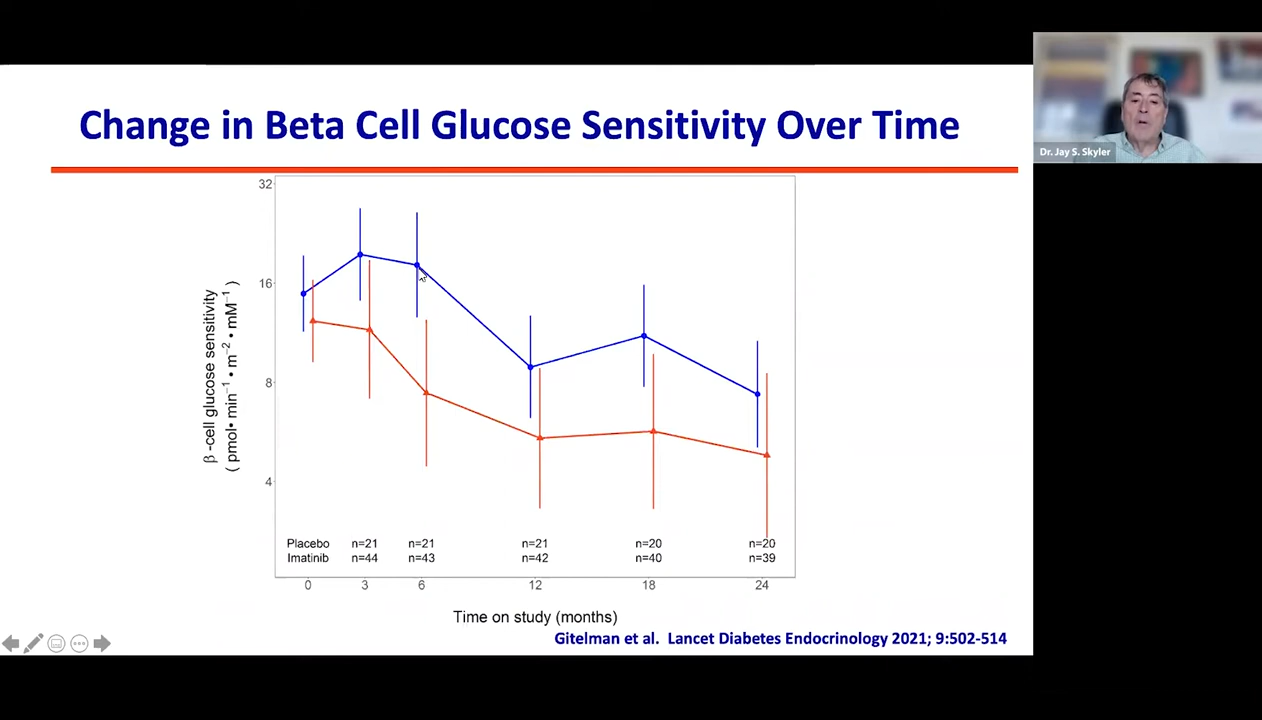 Change in Beta Cell Glucose Sensitivity Over Time
Dr. Jay S. Skyler
32
16
8
4
β -cell glucose sensitivity
( pmol• min⁻¹ • m⁻² • mM⁻¹ )
Placebo n=21 n=21 n=21 n=20 n=20
Imatinib n=44 n=43 n=42 n=40 n=39
0 3 6 12 18 24
Time on study (months)
Gitelman et al. Lancet Diabetes Endocrinology 2021; 9:502-514